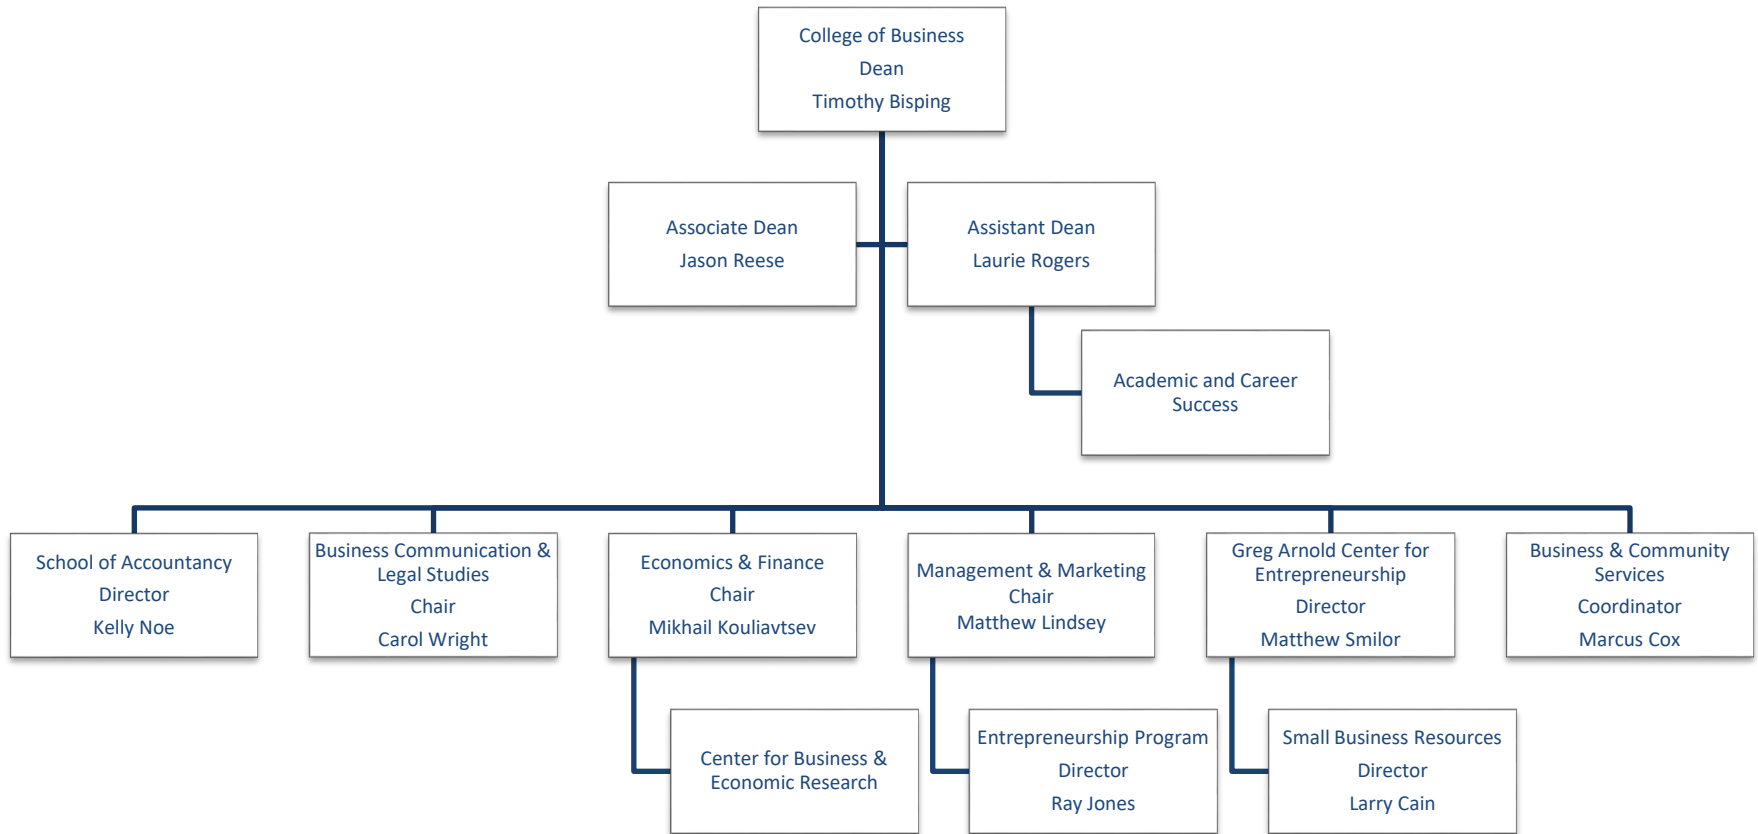 College of Business
Dean
Timothy Bisping
Associate Dean
Jason Reese
Assistant Dean
Laurie Rogers
Academic and Career
Success
School of Accountancy
Director
Kelly Noe
Business Communication &
Legal Studies
Chair
Carol Wright
Economics & Finance
Chair
Mikhail Kouliavtsev
Management & Marketing
Chair
Matthew Lindsey
Greg Arnold Center for
Entrepreneurship
Director
Matthew Smilor
Business & Community
Services
Coordinator
Marcus Cox
Center for Business &
Economic Research
Entrepreneurship Program
Director
Ray Jones
Small Business Resources
Director
Larry Cain